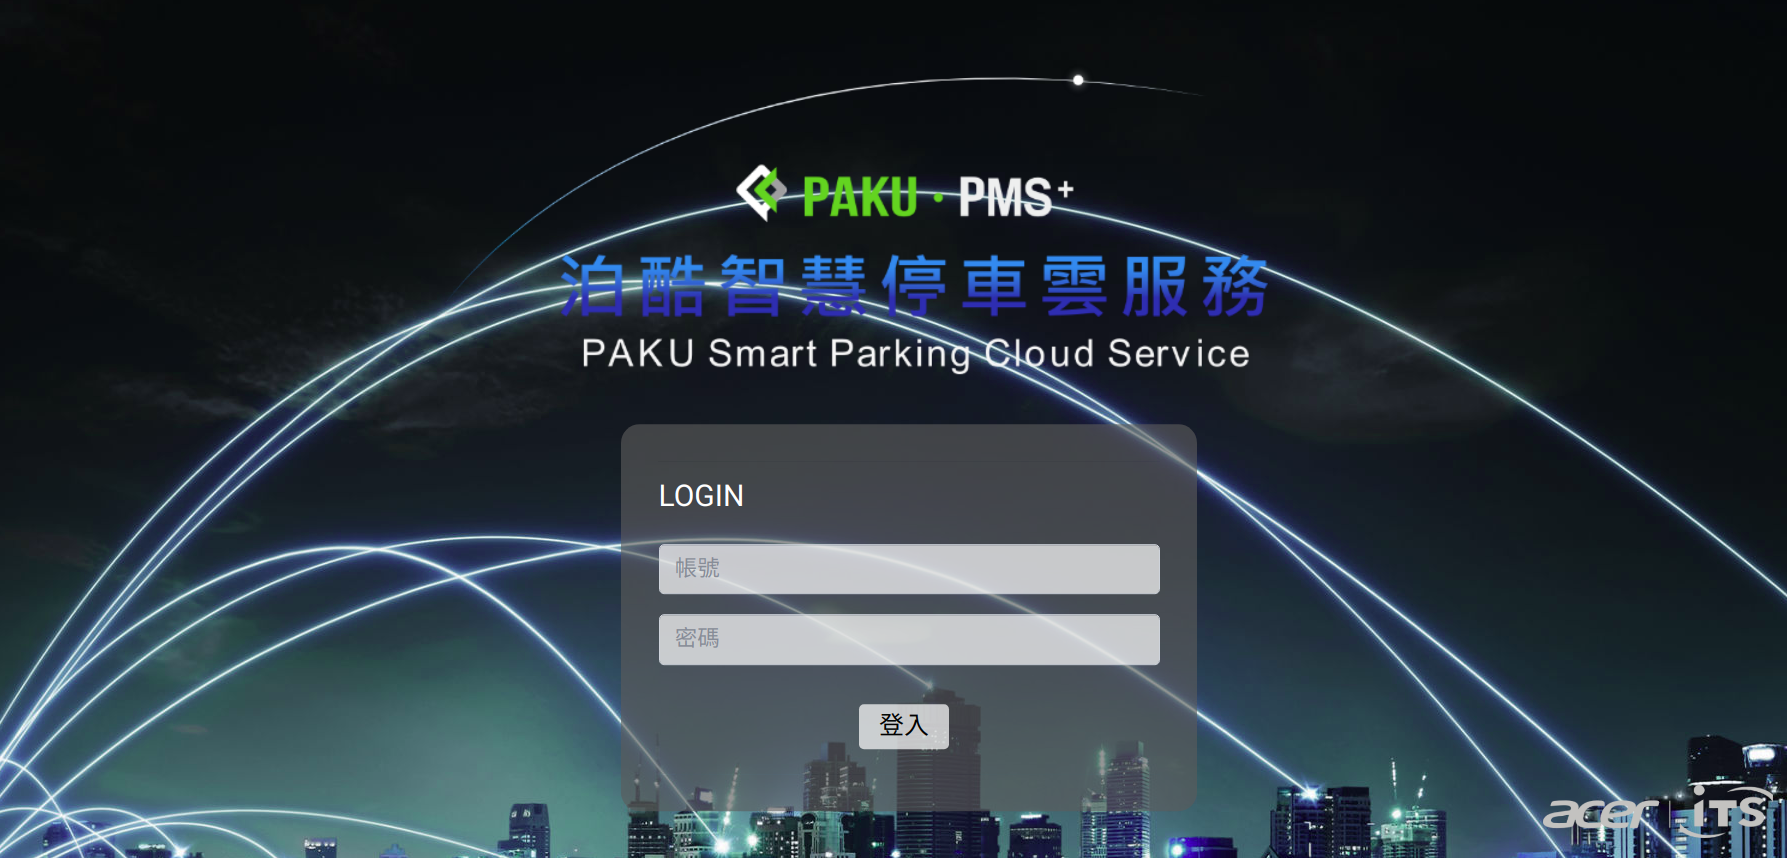 PAKU · PMS+
泊酷智慧停車雲服務
PAKU Smart Parking Cloud Service
LOGIN
帳號
密碼
登入
acer | iTS